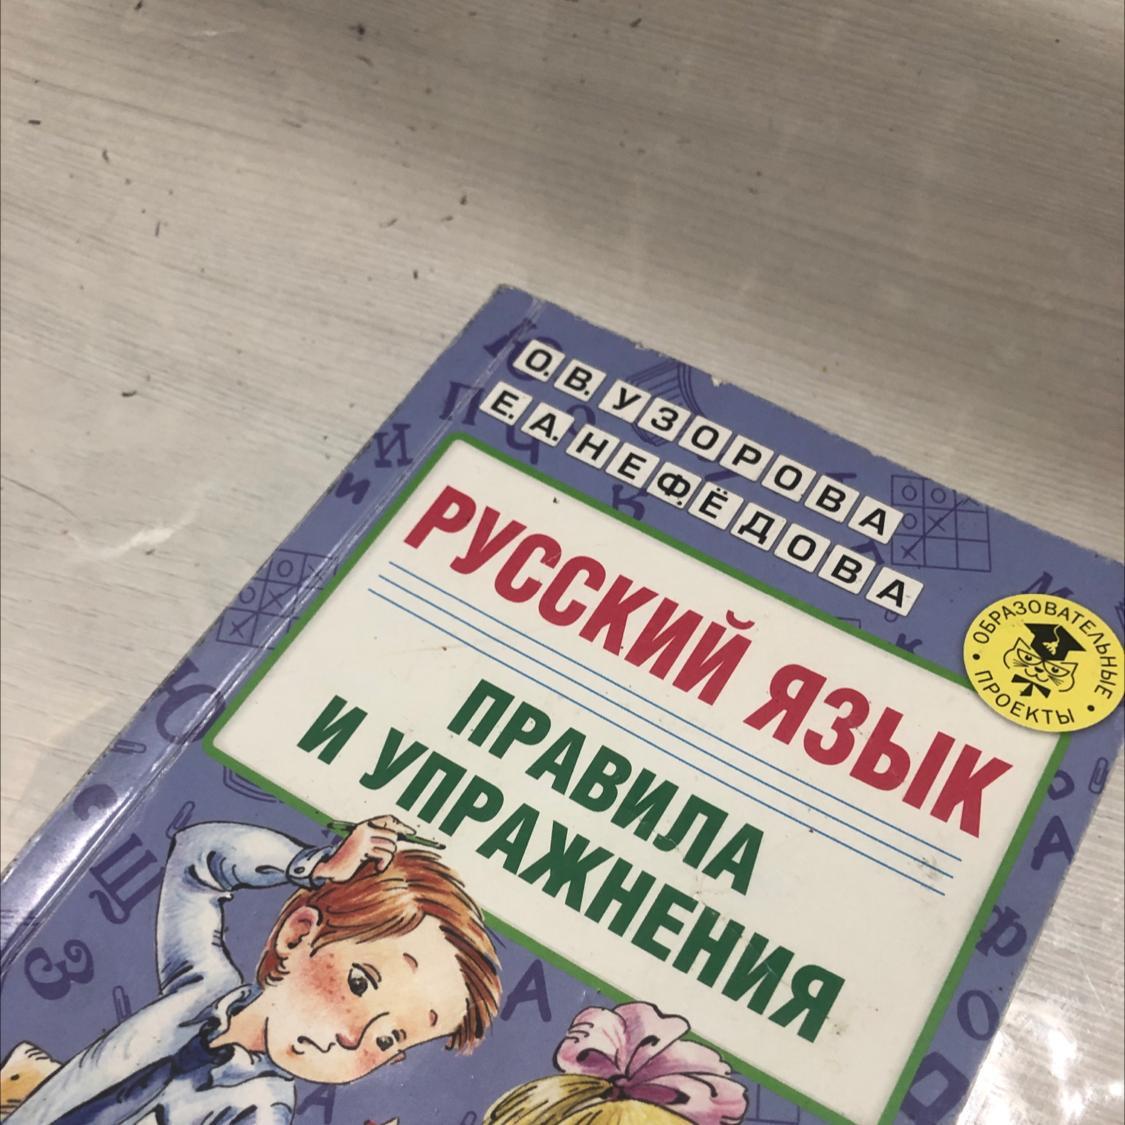 О. В. УЗОРОВА
Е. А. НЕФЁДОВА
РУССКИЙ ЯЗЫК
ПРАВИЛА
И УПРАЖНЕНИЯ
• ОБРАЗОВАТЕЛЬНЫЕ •
ПРОЕКТЫ